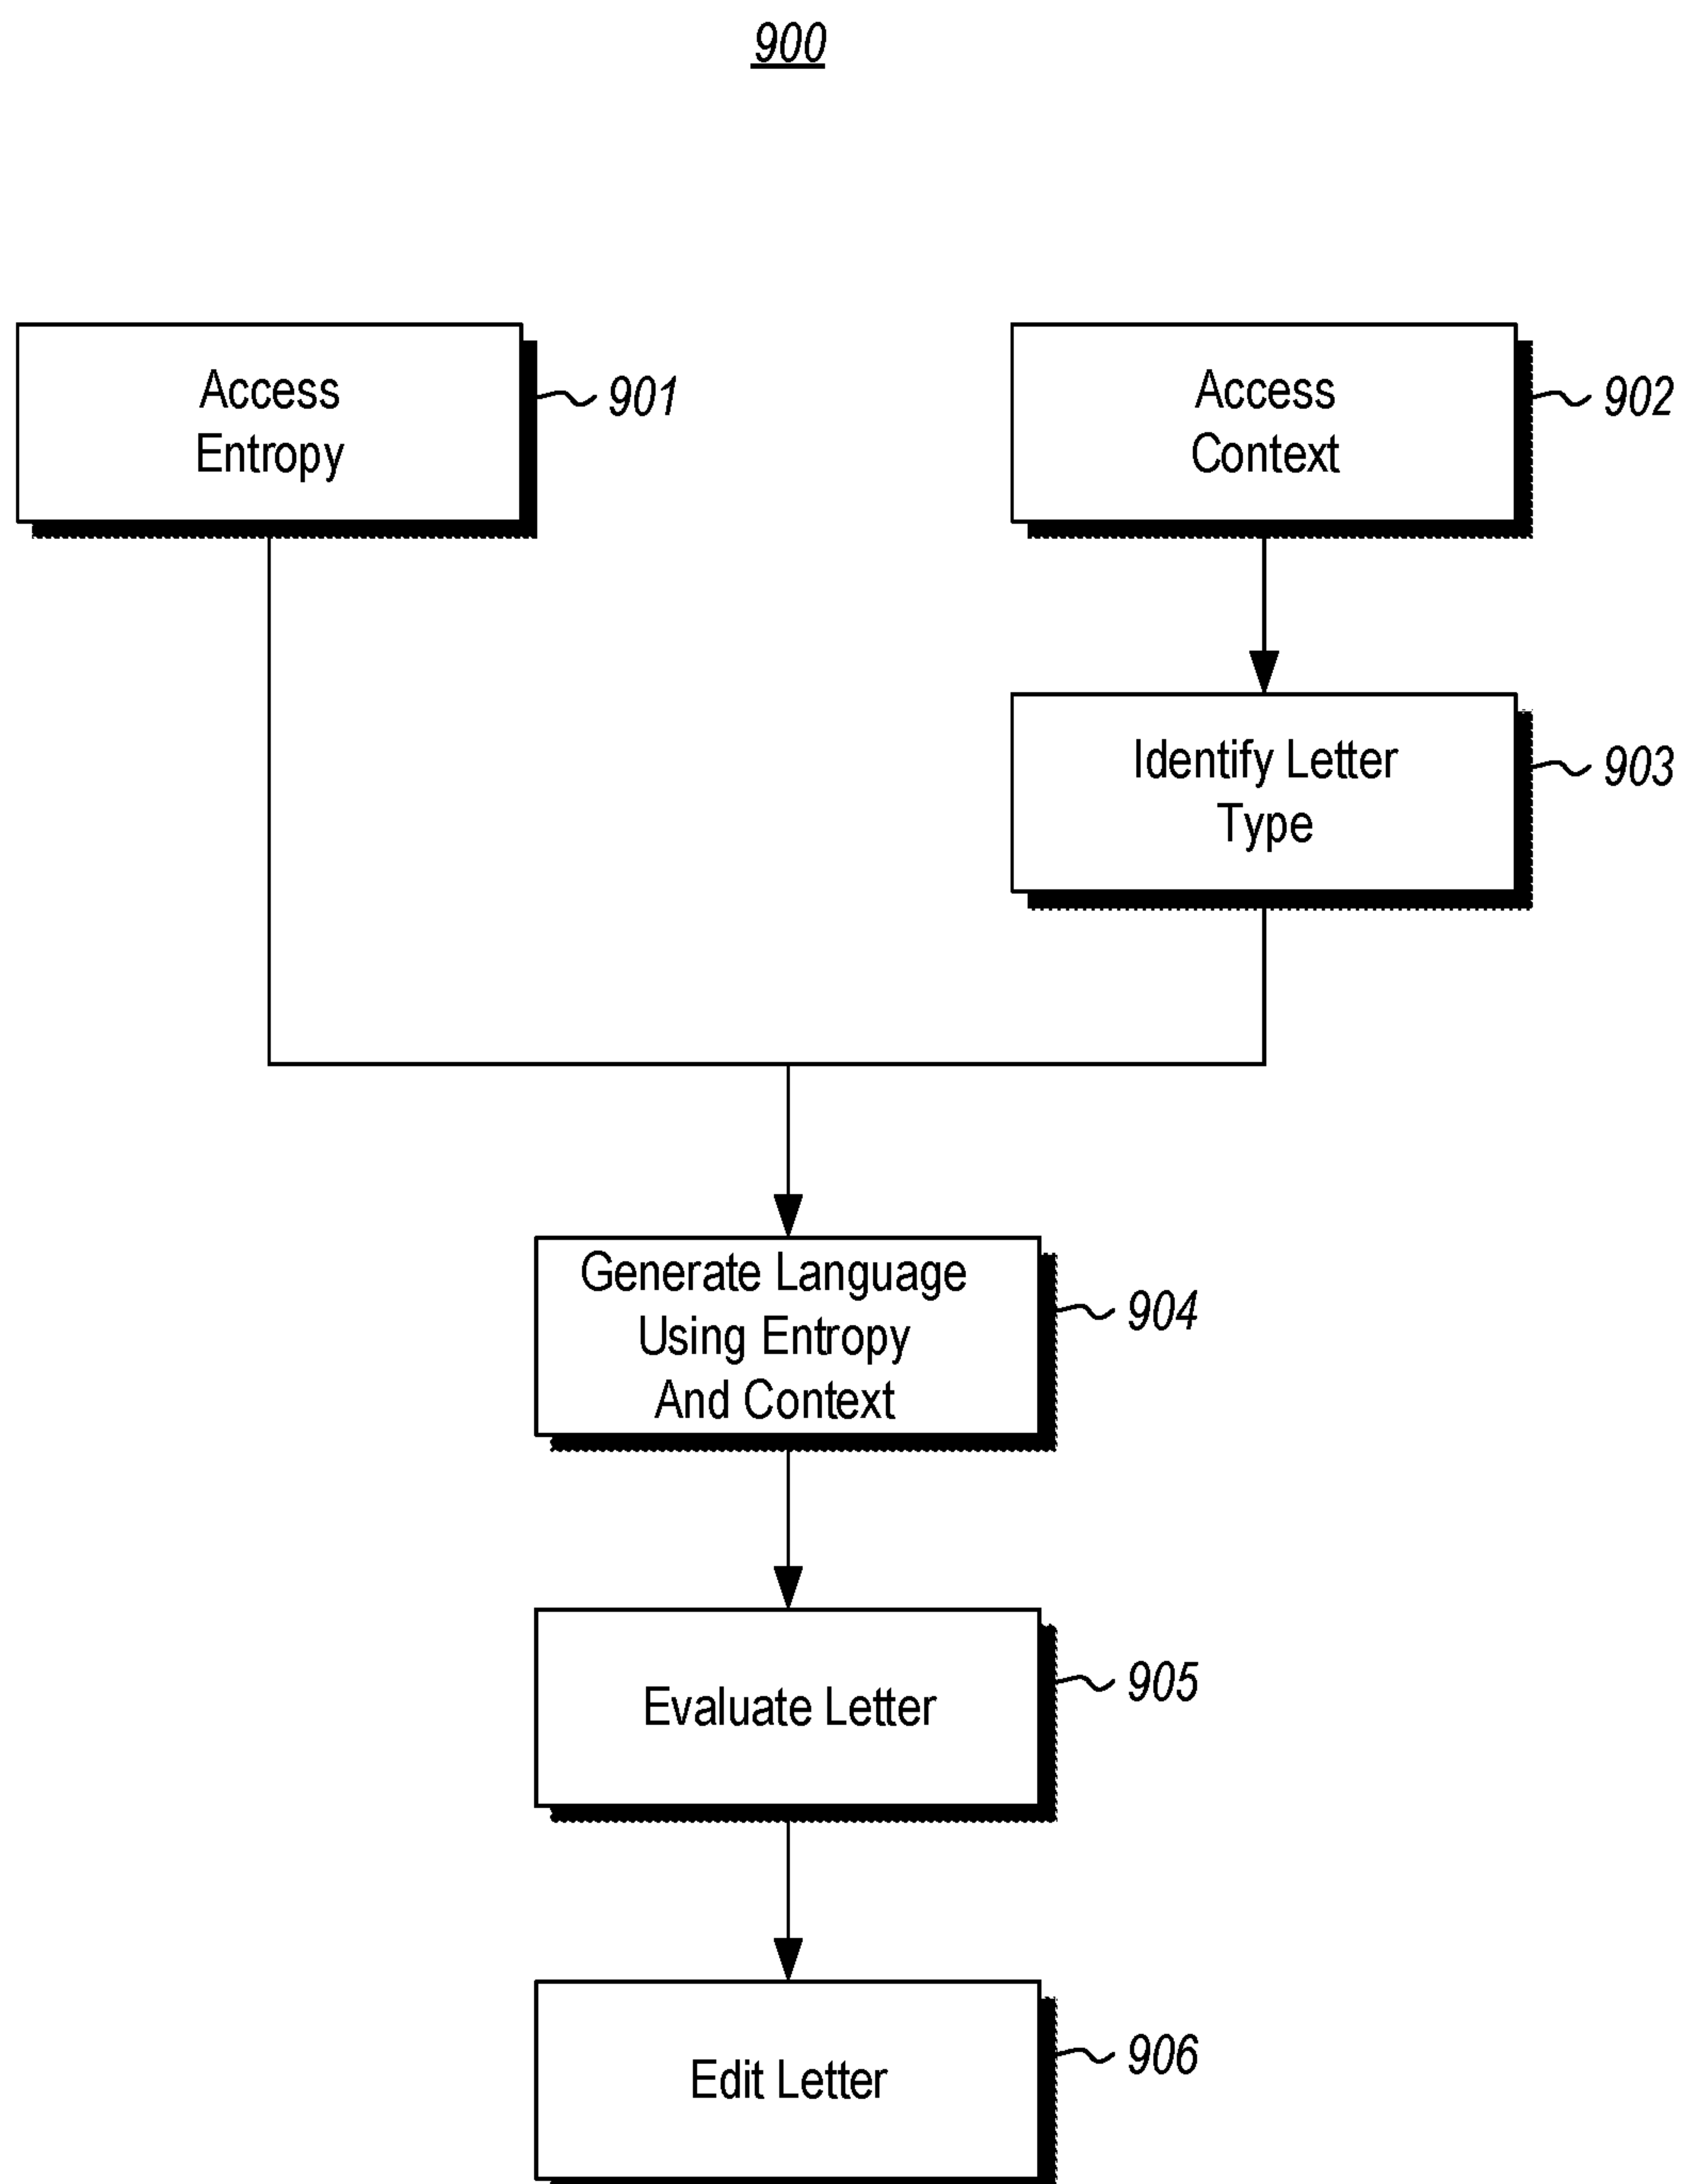 900
Access
Entropy
901
Access
Context
902
Identify Letter
Type
903
Generate Language
Using Entropy
And Context
904
Evaluate Letter
905
Edit Letter
906